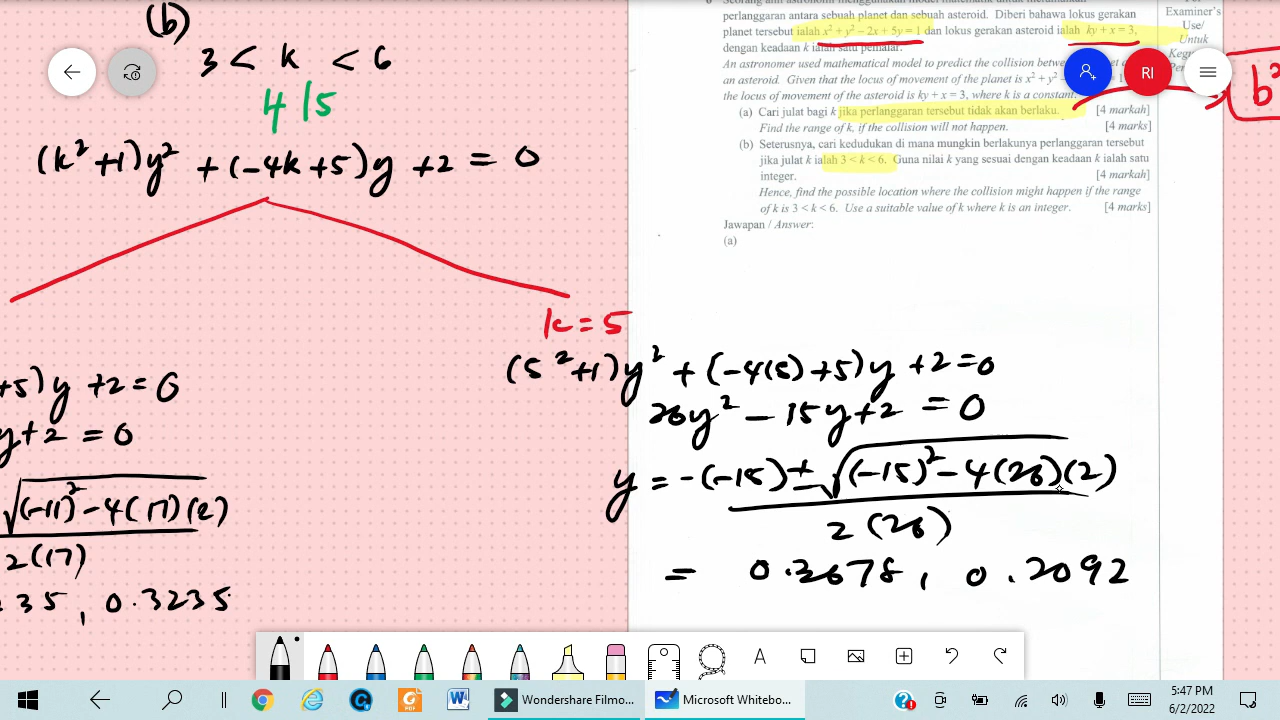 (b)
3 < k < 6
4/5
(k²+1)y² + (-4k+5)y +2 = 0
perlanggaran antara sebuah planet dan sebuah asteroid. Diberi bahawa lokus gerakan
planet tersebut ialah x² + y² − 2x + 5y = 1 dan lokus gerakan asteroid ialah ky + x = 3,
dengan keadaan k ialah satu pemalar.
An astronomer used mathematical model to predict the collision
an asteroid. Given that the locus of movement of the planet is x² + y²
the locus of movement of the asteroid is ky + x = 3, where k is a constant.
(a) Cari julat bagi k jika perlanggaran tersebut tidak akan berlaku. [4 markah]
Find the range of k, if the collision will not happen. [4 marks]
(b) Seterusnya, cari kedudukan di mana mungkin berlakunya perlanggaran tersebut
jika julat k ialah 3 < k < 6. Guna nilai k yang sesuai dengan keadaan k ialah satu
integer. [4 markah]
Hence, find the possible location where the collision might happen if the range
of k is 3 < k < 6. Use a suitable value of k where k is an integer. [4 marks]
Jawapan / Answer:
(a)
Examiner's
Use/
Untuk
RI
b²
+5)y +2=0
y+2 = 0
√(-11)² -4(17)(2)
2(17)
35, 0.3235
k=5
(5²+1)y² + (-4(5)+5)y +2=0
26y² - 15y+2 = 0
y = -(-15) ± √(-15)² - 4(26)(2)
2(26)
= 0.3678, 0.2092
A
Wondershare Filmo...
Microsoft Whitebo...
5:47 PM
6/2/2022